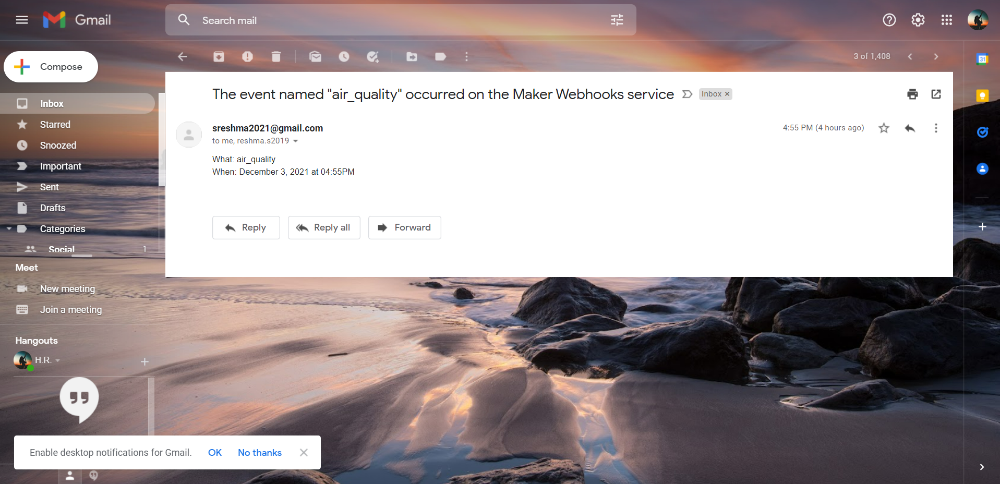 Gmail
Search mail
3 of 1,408
Compose
31
The event named "air_quality" occurred on the Maker Webhooks service
Inbox ×
Inbox
Starred
sreshma2021@gmail.com
4:55 PM (4 hours ago)
to me, reshma.s2019
Snoozed
What: air_quality
Important
When: December 3, 2021 at 04:55PM
Sent
Drafts
Categories
Reply
Reply all
Forward
Social
1
Meet
New meeting
Join a meeting
Hangouts
H.R.
Enable desktop notifications for Gmail.
OK
No thanks